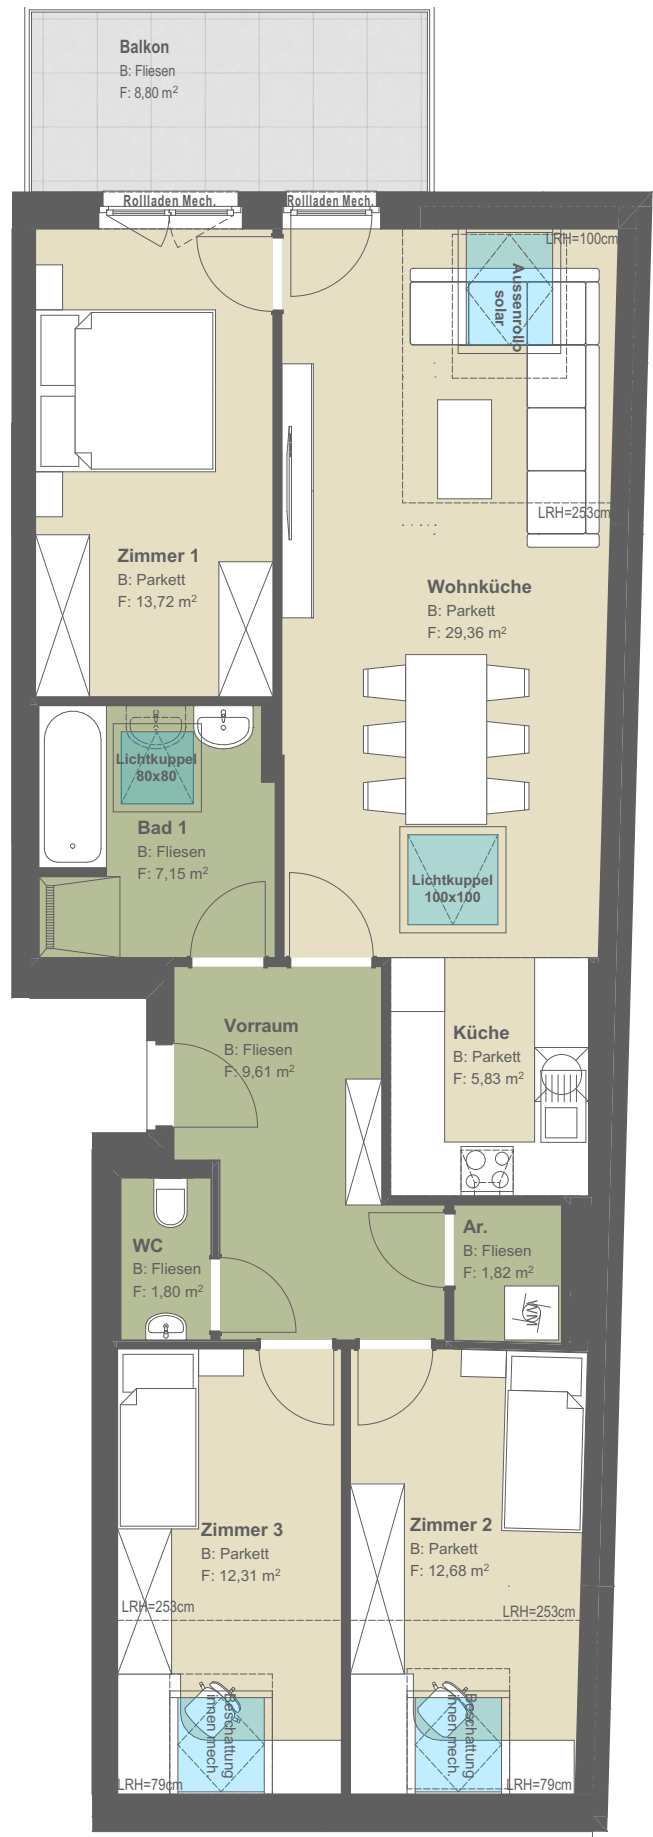 Balkon
B: Fliesen
F: 8,80 m²
Rollladen Mech.
Rollladen Mech.
LRH=100cm
Aussenrollo
solar
LRH=253cm
Zimmer 1
B: Parkett
F: 13,72 m²
Wohnküche
B: Parkett
F: 29,36 m²
Lichtkuppel
80x80
Bad 1
B: Fliesen
F: 7,15 m²
Lichtkuppel
100x100
Vorraum
B: Fliesen
F: 9,61 m²
Küche
B: Parkett
F: 5,83 m²
WC
B: Fliesen
F: 1,80 m²
Ar.
B: Fliesen
F: 1,82 m²
WM
Zimmer 3
B: Parkett
F: 12,31 m²
Zimmer 2
B: Parkett
F: 12,68 m²
LRH=253cm
LRH=253cm
Beschattung
innen mech.
Beschattung
innen mech.
LRH=79cm
LRH=79cm